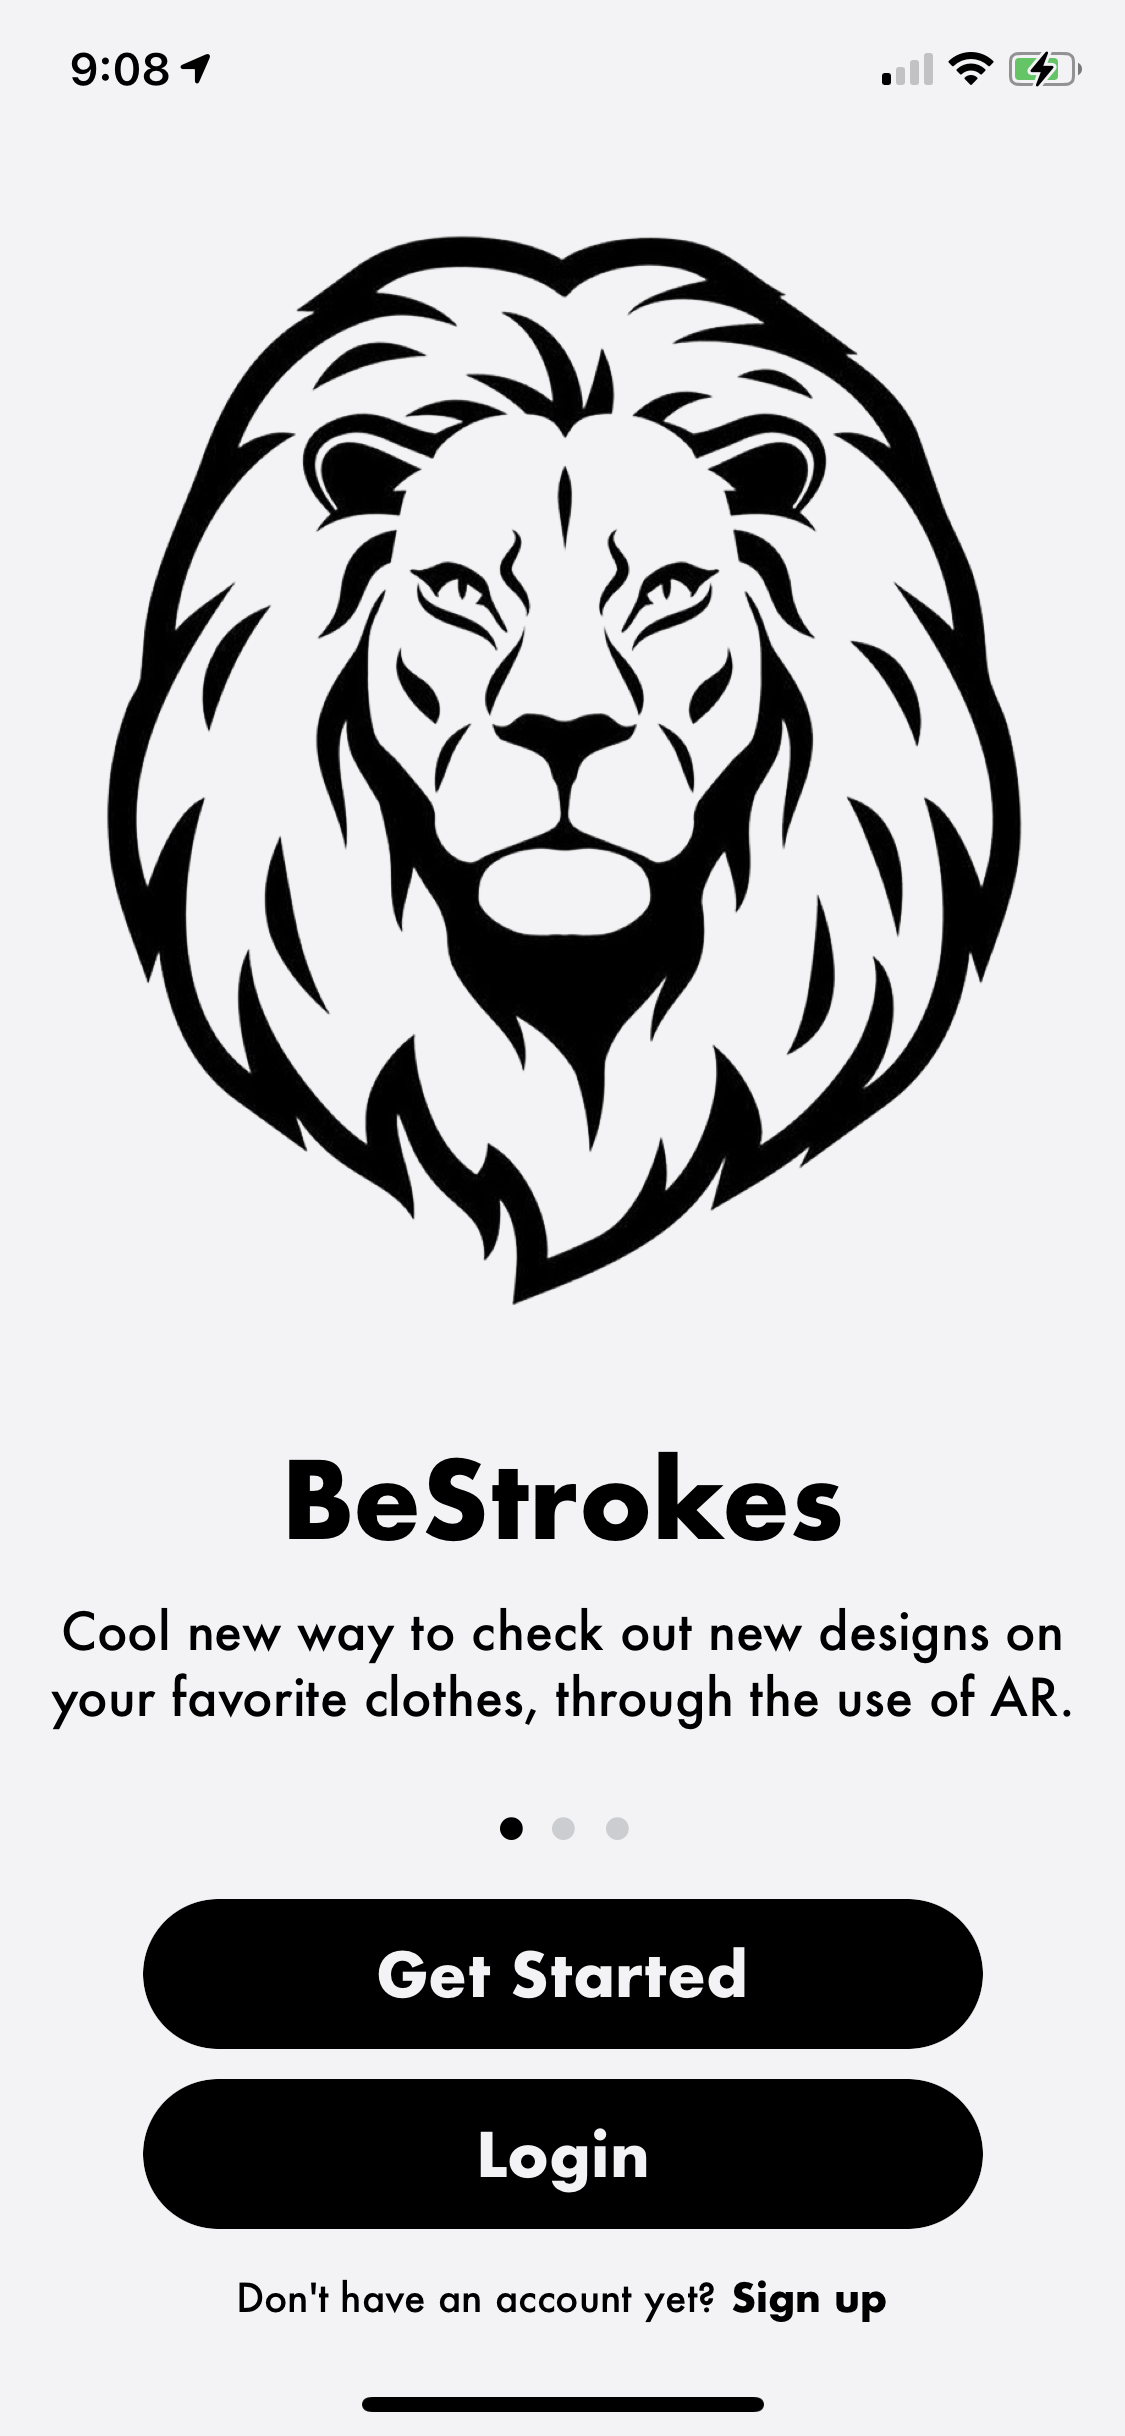 9:08
BeStrokes
Cool new way to check out new designs on
your favorite clothes, through the use of AR.
Get Started
Login
Don't have an account yet? Sign up